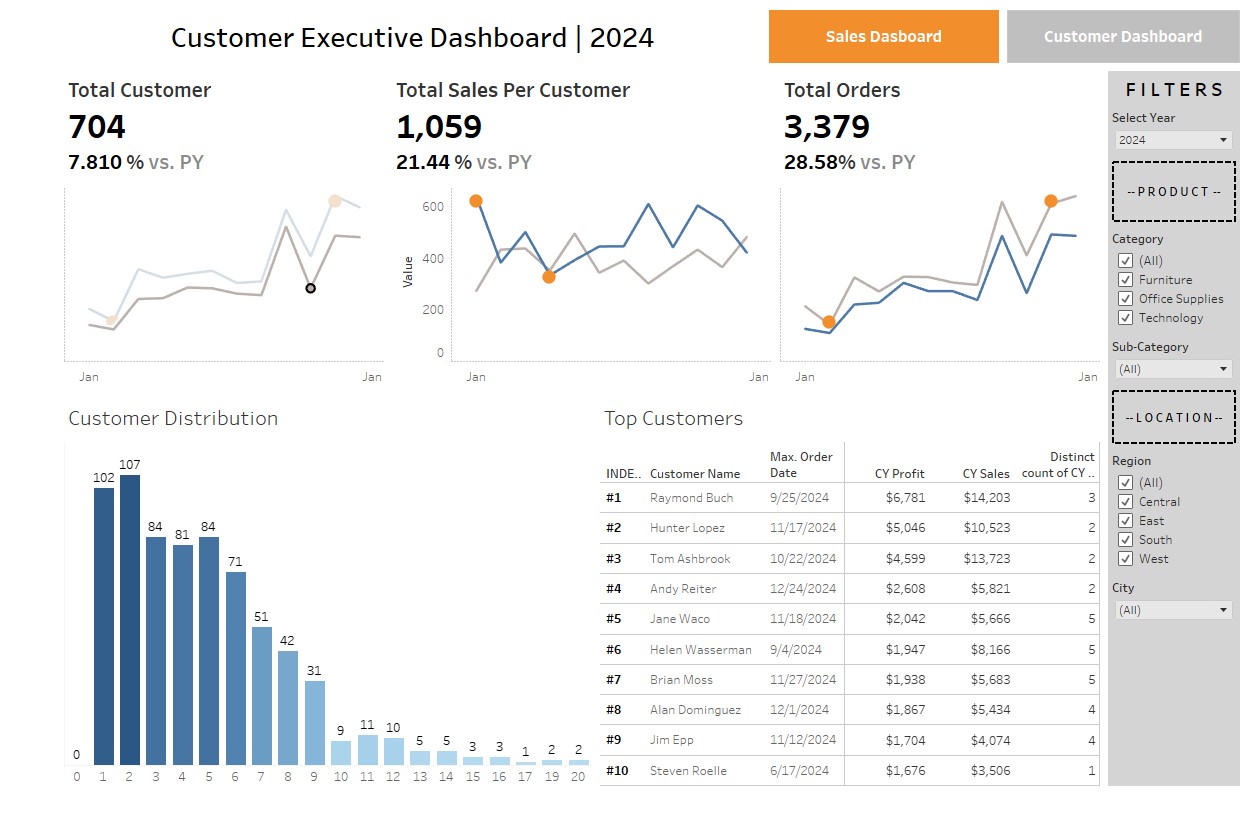 Customer Executive Dashboard | 2024
Sales Dasboard
Customer Dashboard
Total Customer
704
7.810 % vs. PY
Jan
Jan
Total Sales Per Customer
1,059
21.44 % vs. PY
600
400
200
0
Value
Jan
Jan
Total Orders
3,379
28.58% vs. PY
Jan
Jan
FILTERS
Select Year
2024
--PRODUCT --
Category
(All)
Furniture
Office Supplies
Technology
Sub-Category
(All)
--LOCATION--
Region
(All)
Central
East
South
West
City
(All)
Customer Distribution
0 102 107 84 81 84 71 51 42 31 9 11 10 5 5 3 3 1 2 2
0 1 2 3 4 5 6 7 8 9 10 11 12 13 14 15 16 17 19 20
Top Customers
INDE.. Customer Name Max. Order Date CY Profit CY Sales Distinct count of CY ..
#1 Raymond Buch 9/25/2024 $6,781 $14,203 3
#2 Hunter Lopez 11/17/2024 $5,046 $10,523 2
#3 Tom Ashbrook 10/22/2024 $4,599 $13,723 2
#4 Andy Reiter 12/24/2024 $2,608 $5,821 2
#5 Jane Waco 11/18/2024 $2,042 $5,666 5
#6 Helen Wasserman 9/4/2024 $1,947 $8,166 5
#7 Brian Moss 11/27/2024 $1,938 $5,683 5
#8 Alan Dominguez 12/1/2024 $1,867 $5,434 4
#9 Jim Epp 11/12/2024 $1,704 $4,074 4
#10 Steven Roelle 6/17/2024 $1,676 $3,506 1